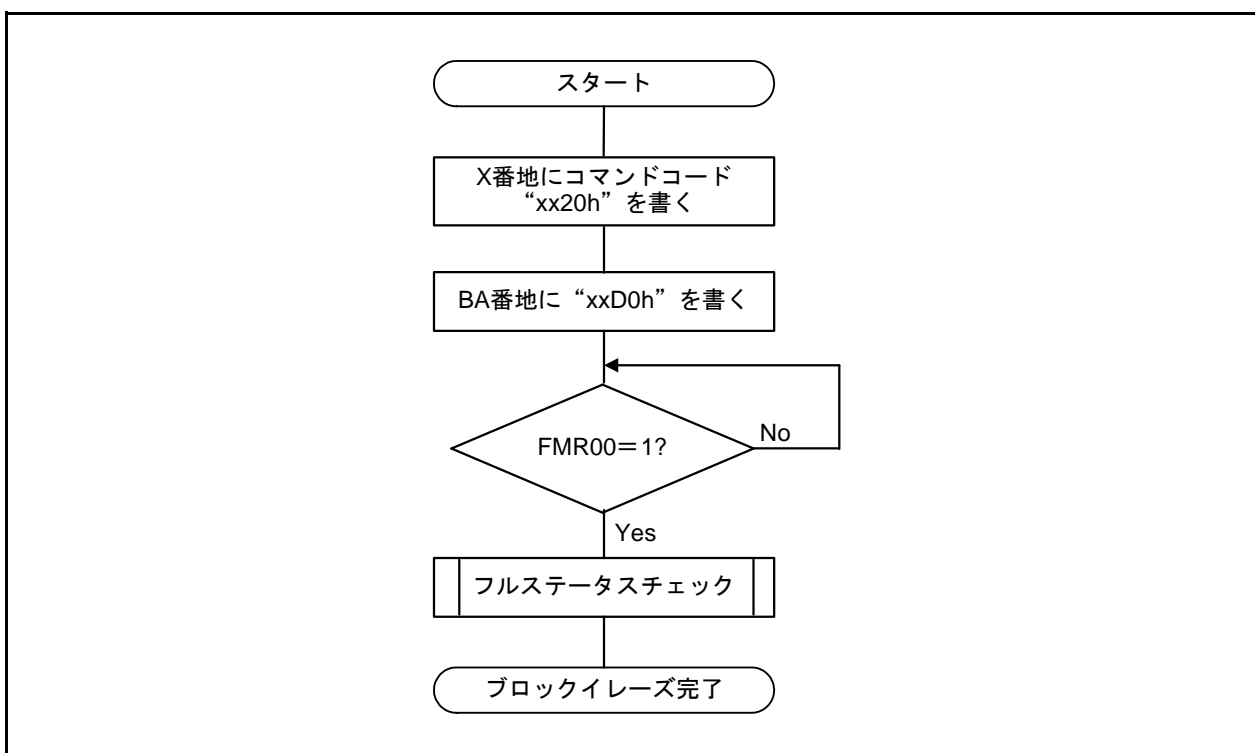 スタート
X番地にコマンドコード
“xx20h”を書く
BA番地に“xxD0h”を書く
FMR00＝1?
No
Yes
フルステータスチェック
ブロックイレーズ完了